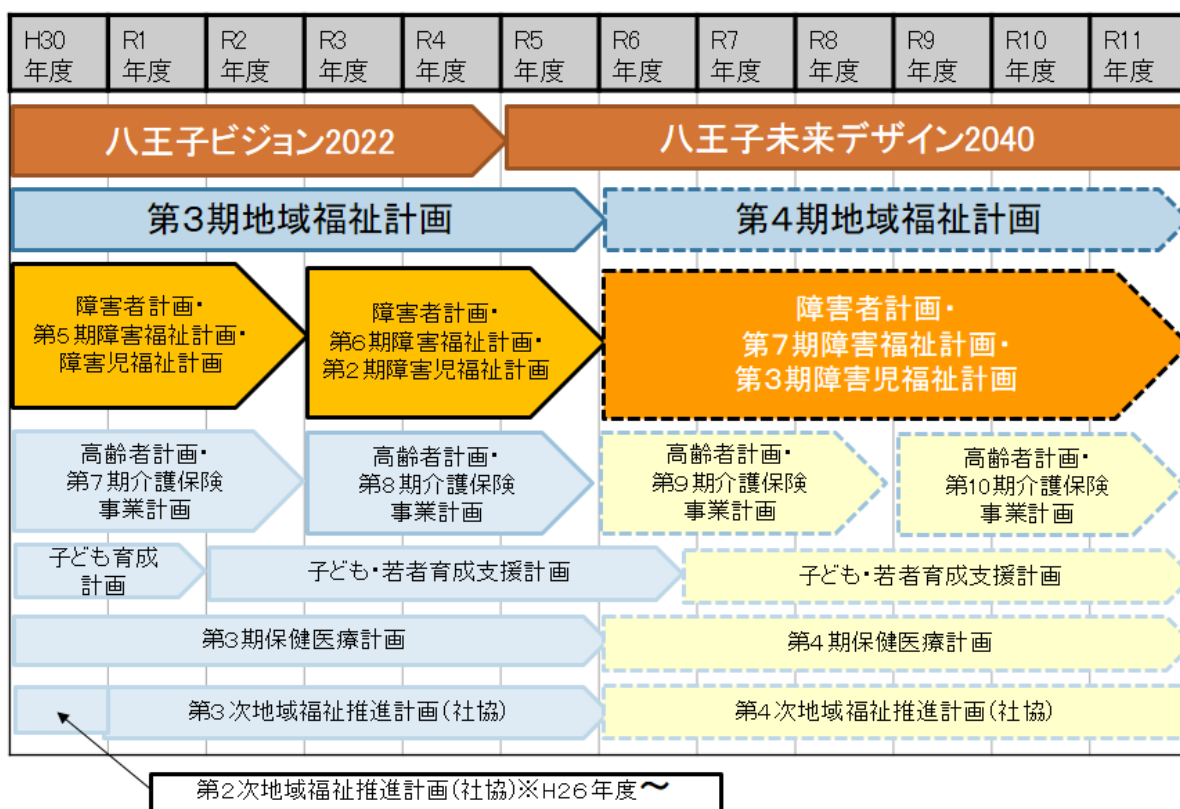 H30
年度
R1
年度
R2
年度
R3
年度
R4
年度
R5
年度
R6
年度
R7
年度
R8
年度
R9
年度
R10
年度
R11
年度
八王子ビジョン2022
八王子未来デザイン2040
第3期地域福祉計画
第4期地域福祉計画
障害者計画・
第5期障害福祉計画・
障害児福祉計画
障害者計画・
第6期障害福祉計画・
第2期障害児福祉計画
障害者計画・
第7期障害福祉計画・
第3期障害児福祉計画
高齢者計画・
第7期介護保険
事業計画
高齢者計画・
第8期介護保険
事業計画
高齢者計画・
第9期介護保険
事業計画
高齢者計画・
第10期介護保険
事業計画
子ども育成
計画
子ども・若者育成支援計画
子ども・若者育成支援計画
第3期保健医療計画
第4期保健医療計画
第3次地域福祉推進計画(社協)
第4次地域福祉推進計画(社協)
第2次地域福祉推進計画(社協)※H26年度～